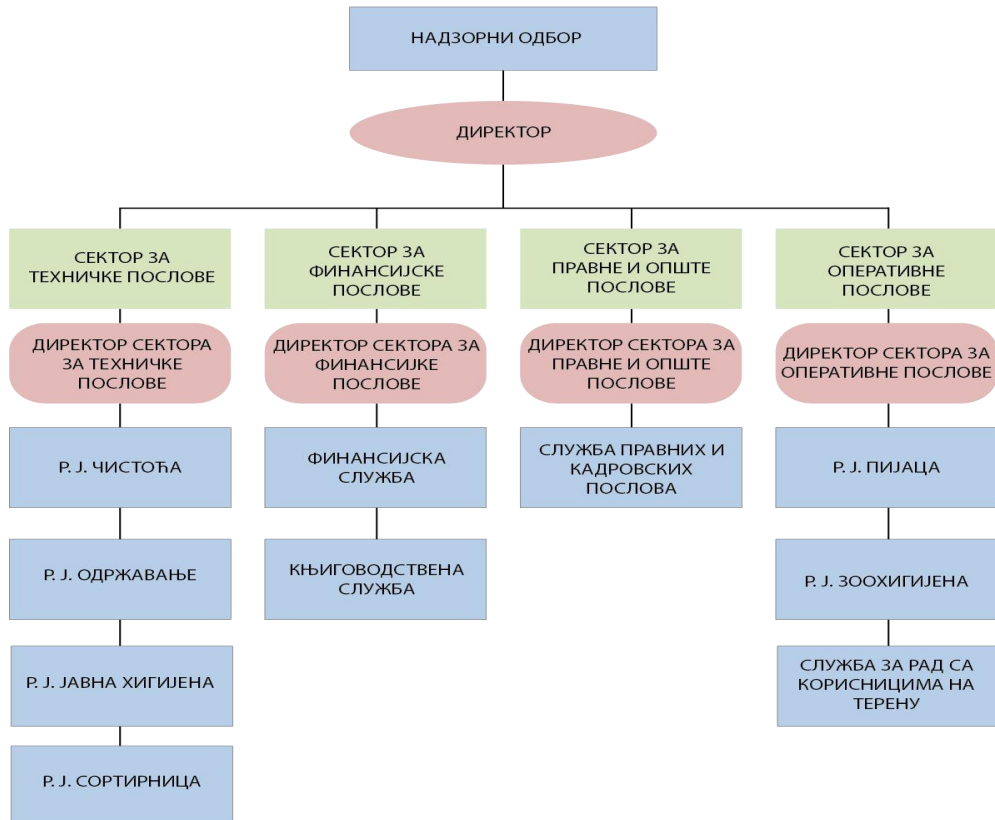 НАДЗОРНИ ОДБОР
ДИРЕКТОР
СЕКТОР ЗА
ТЕХНИЧКЕ ПОСЛОВЕ
СЕКТОР ЗА
ФИНАНСИЈСКЕ
ПОСЛОВЕ
СЕКТОР ЗА
ПРАВНЕ И ОПШТЕ
ПОСЛОВЕ
СЕКТОР ЗА
ОПЕРАТИВНЕ
ПОСЛОВЕ
ДИРЕКТОР СЕКТОРА
ЗА ТЕХНИЧКЕ
ПОСЛОВЕ
ДИРЕКТОР СЕКТОРА ЗА
ФИНАНСИЈКЕ
ПОСЛОВЕ
ДИРЕКТОР СЕКТОРА ЗА
ПРАВНЕ И ОПШТЕ
ПОСЛОВЕ
ДИРЕКТОР СЕКТОРА ЗА
ОПЕРАТИВНЕ ПОСЛОВЕ
Р. Ј. ЧИСТОЋА
ФИНАНСИЈСКА
СЛУЖБА
СЛУЖБА ПРАВНИХ И
КАДРОВСКИХ
ПОСЛОВА
Р. Ј. ПИЈАЦА
Р. Ј. ОДРЖАВАЊЕ
КЊИГОВОДСТВЕНА
СЛУЖБА
Р. Ј. ЗООХИГИЈЕНА
Р. Ј. ЈАВНА ХИГИЈЕНА
СЛУЖБА ЗА РАД СА
КОРИСНИЦИМА НА
ТЕРЕНУ
Р. Ј. СОРТИРНИЦА